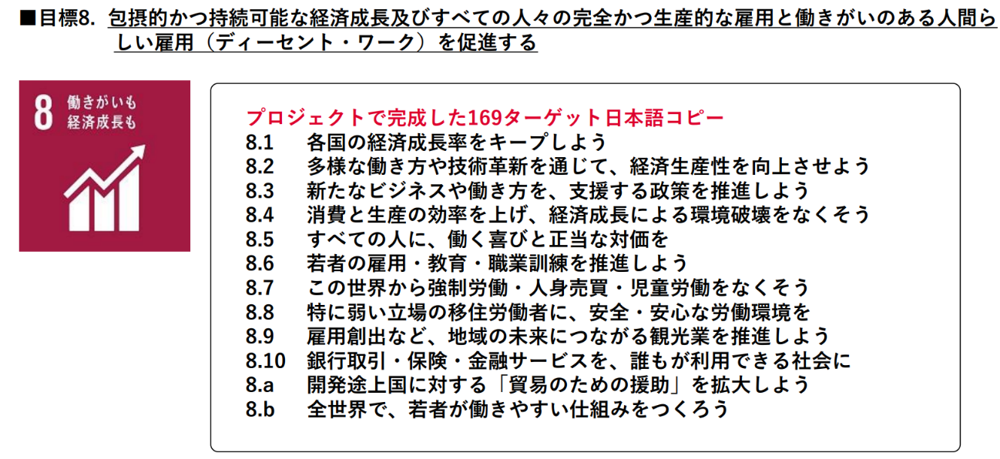 ■目標8. 包摂的かつ持続可能な経済成長及びすべての人々の完全かつ生産的な雇用と働きがいのある人間ら
しい雇用（ディーセント・ワーク）を促進する
8 働きがいも
経済成長も
プロジェクトで完成した169ターゲット日本語コピー
8.1 各国の経済成長率をキープしよう
8.2 多様な働き方や技術革新を通じて、経済生産性を向上させよう
8.3 新たなビジネスや働き方を、支援する政策を推進しよう
8.4 消費と生産の効率を上げ、経済成長による環境破壊をなくそう
8.5 すべての人に、働く喜びと正当な対価を
8.6 若者の雇用・教育・職業訓練を推進しよう
8.7 この世界から強制労働・人身売買・児童労働をなくそう
8.8 特に弱い立場の移住労働者に、安全・安心な労働環境を
8.9 雇用創出など、地域の未来につながる観光業を推進しよう
8.10 銀行取引・保険・金融サービスを、誰もが利用できる社会に
8.a 開発途上国に対する「貿易のための援助」を拡大しよう
8.b 全世界で、若者が働きやすい仕組みをつくろう